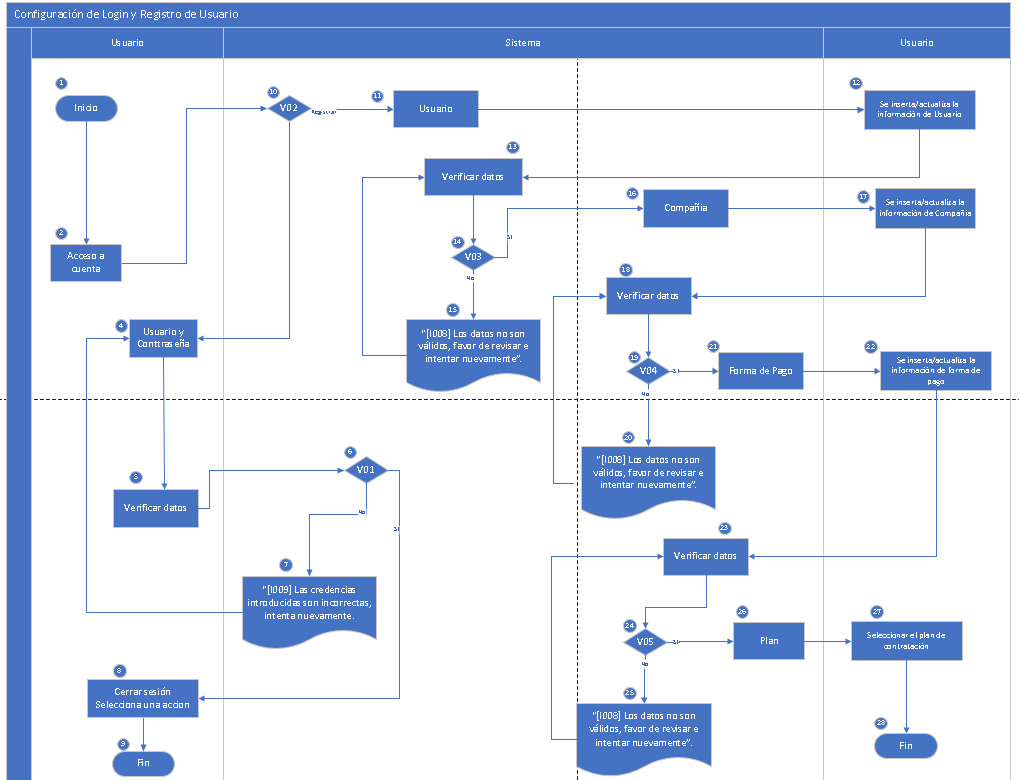 Configuración de Login y Registro de Usuario
Usuario
Sistema
Usuario
1
Inicio
2
Acceso a
cuenta
10
V02
11
Usuario
12
Se inserta/actualiza la
información de Usuario
13
Verificar datos
14
V03
SI
No
15
"[I008] Los datos no son
válidos, favor de revisar e
intentar nuevamente".
16
Compañia
17
Se inserta/actualiza la
información de Compañia
18
Verificar datos
19
V04
SI
No
20
"[I008] Los datos no son
válidos, favor de revisar e
intentar nuevamente".
21
Forma de Pago
22
Se inserta/actualiza la
información de forma de
pago
4
Usuario y
Conttraseña
5
Verificar datos
6
V01
No
SI
7
"[I009] Las credencias
introducidas son incorrectas,
intenta nuevamente.
8
Cerrar sesión
Selecciona una accion
9
Fin
23
Verificar datos
24
V05
SI
No
25
"[I008] Los datos no son
válidos, favor de revisar e
intentar nuevamente".
26
Plan
27
Seleccionar el plan de
contratación
28
Fin